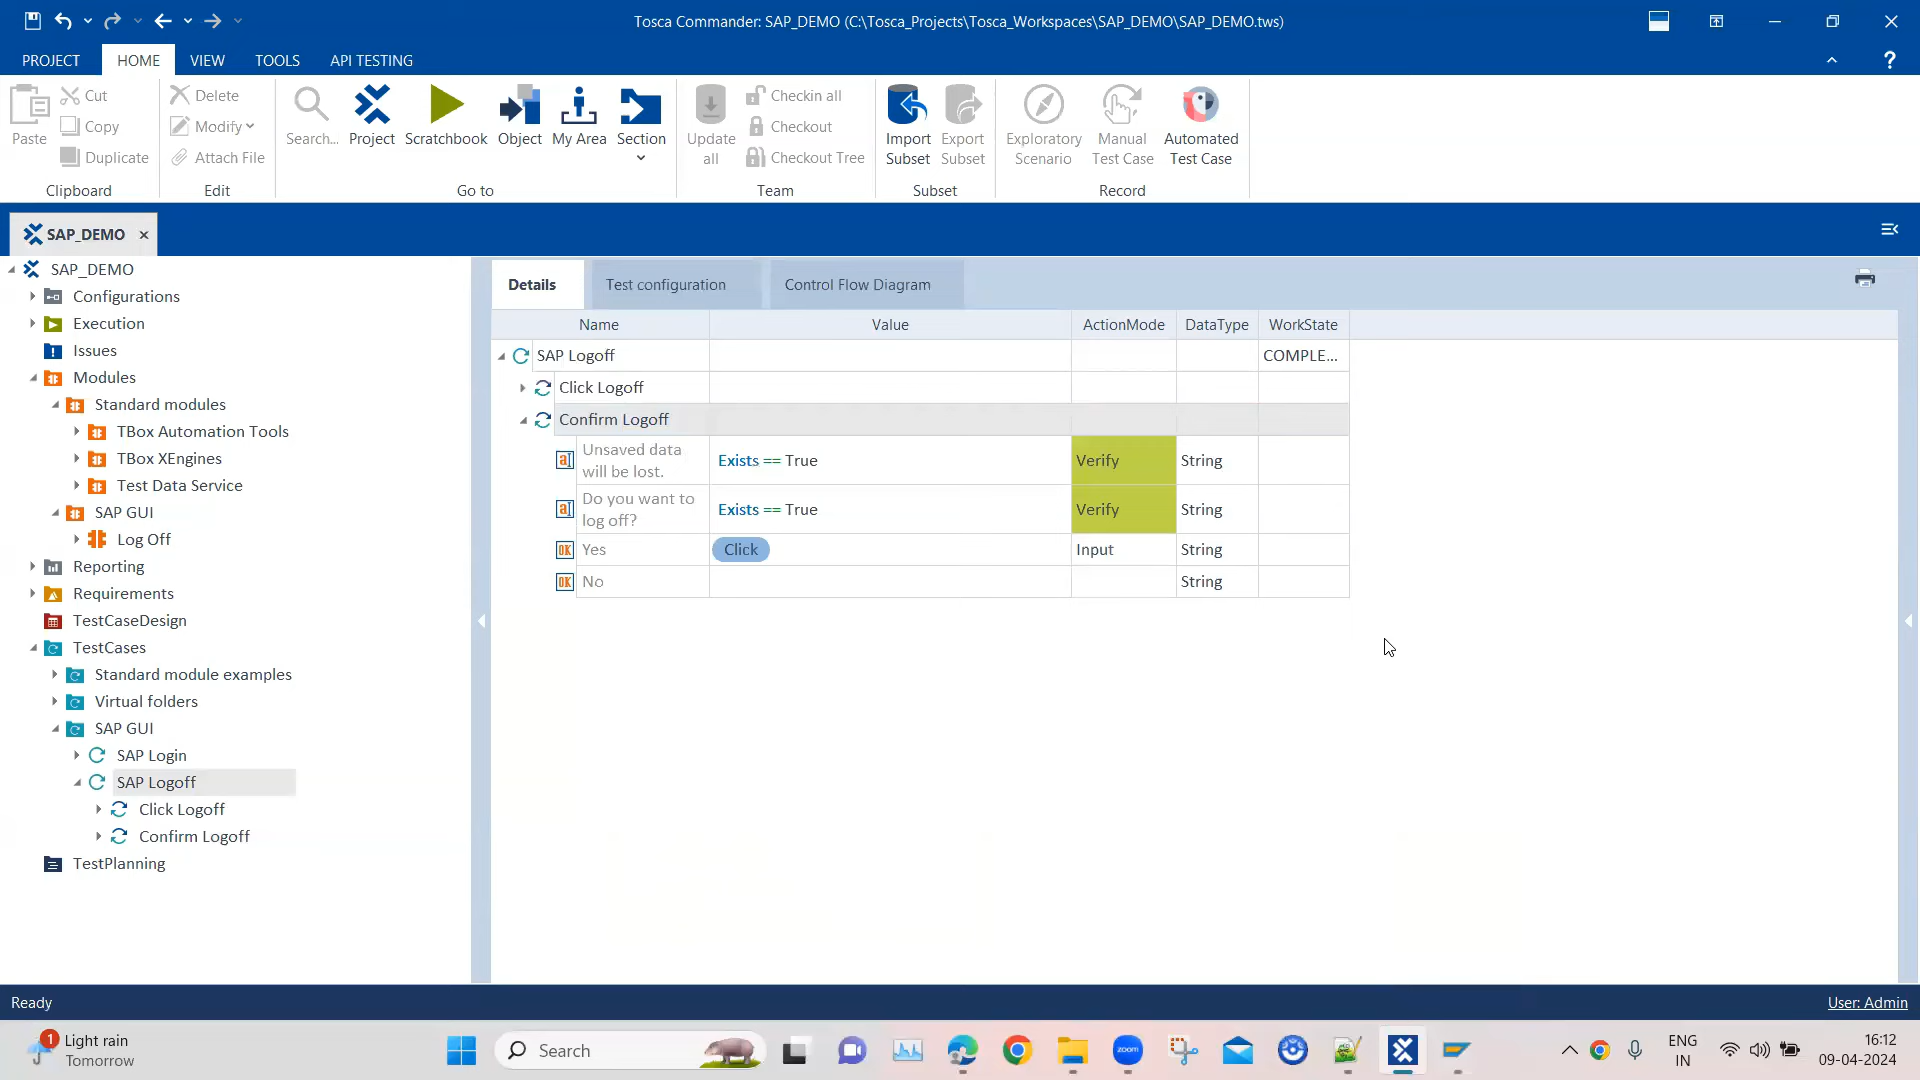 Tosca Commander: SAP_DEMO (C:\Tosca_Projects\Tosca_Workspaces\SAP_DEMO\SAP_DEMO.tws)
PROJECT
HOME
VIEW
TOOLS
API TESTING
?
Paste
Cut
Copy
Duplicate
Clipboard
Delete
Modify
Attach File
Edit
Search...
Project
Scratchbook
Object
My Area
Section
Go to
Update
all
Checkin all
Checkout
Checkout Tree
Team
Import
Subset
Export
Subset
Subset
Exploratory
Scenario
Manual
Test Case
Automated
Test Case
Record
SAP_DEMO
SAP_DEMO
Configurations
Execution
Issues
Modules
Standard modules
TBox Automation Tools
TBox XEngines
Test Data Service
SAP GUI
Log Off
Reporting
Requirements
TestCaseDesign
TestCases
Standard module examples
Virtual folders
SAP GUI
SAP Login
SAP Logoff
Click Logoff
Confirm Logoff
TestPlanning
Details
Test configuration
Control Flow Diagram
Name Value ActionMode DataType WorkState
SAP Logoff COMPLE...
Click Logoff
Confirm Logoff
Unsaved data
will be lost.
Exists == True Verify String
Do you want to
log off?
Exists == True Verify String
OK Yes Click Input String
OK No String
Ready
User: Admin
1
Light rain
Tomorrow
Search
zoom
ENG
IN
16:12
09-04-2024